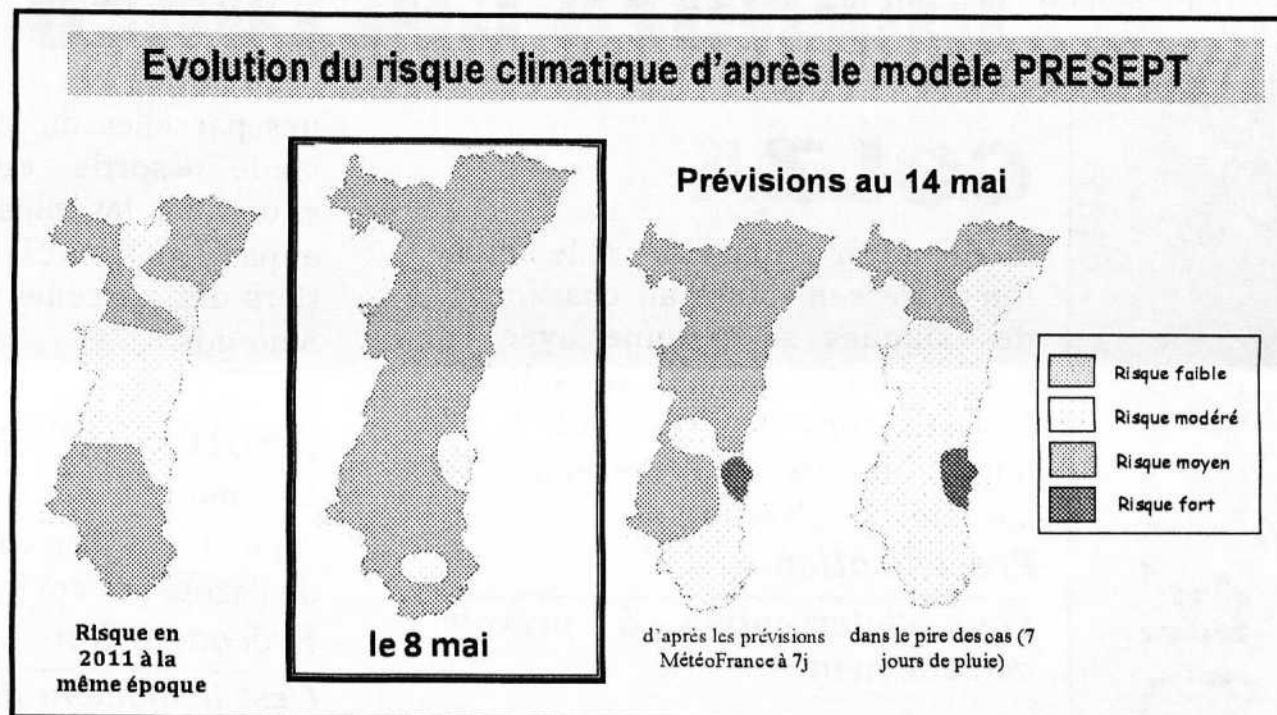 Evolution du risque climatique d'après le modèle PRESEPT
Risque en
2011 à la
même époque
le 8 mai
Prévisions au 14 mai
d'après les prévisions
MétéoFrance à 7j
dans le pire des cas (7
jours de pluie)
Risque faible
Risque modéré
Risque moyen
Risque fort